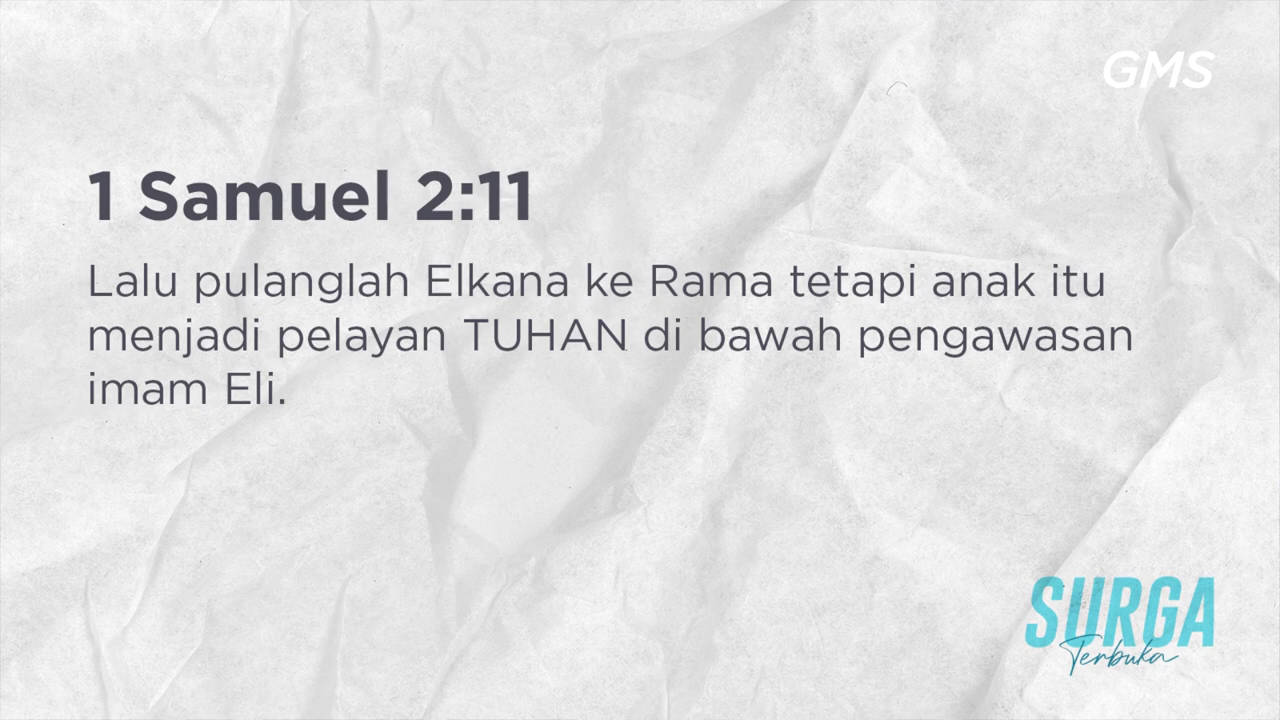 GMS
1 Samuel 2:11
Lalu pulanglah Elkana ke Rama tetapi anak itu
menjadi pelayan TUHAN di bawah pengawasan
imam Eli.
SURGA
Terbuka